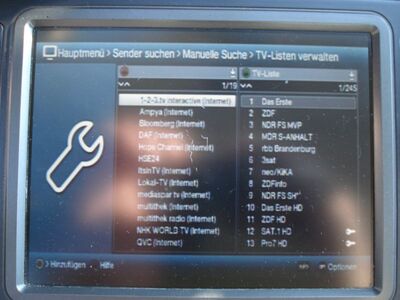 Hauptmenü > Sender suchen > Manuelle Suche > TV-Listen verwalten
TV-Liste
1/19
1/245
1-2-3.tv interactive (Internet)
Ampya (Internet)
Bloomberg (Internet)
DAF (Internet)
Hope Channel (Internet)
HSE24
ItsinTV (Internet)
Lokal-TV (Internet)
mediaspar tv (Internet)
multithek (Internet)
multithek radio (Internet)
NHK WORLD TV (Internet)
QVC (Internet)
1 Das Erste
2 ZDF
3 NDR FS MVP
4 MDR S-ANHALT
5 rbb Brandenburg
6 3sat
7 neo/KiKA
8 ZDFinfo
9 NDR FS SH
10 Das Erste HD
11 ZDF HD
12 SAT.1 HD
13 Pro7 HD
Hinzufügen Hilfe
Optionen